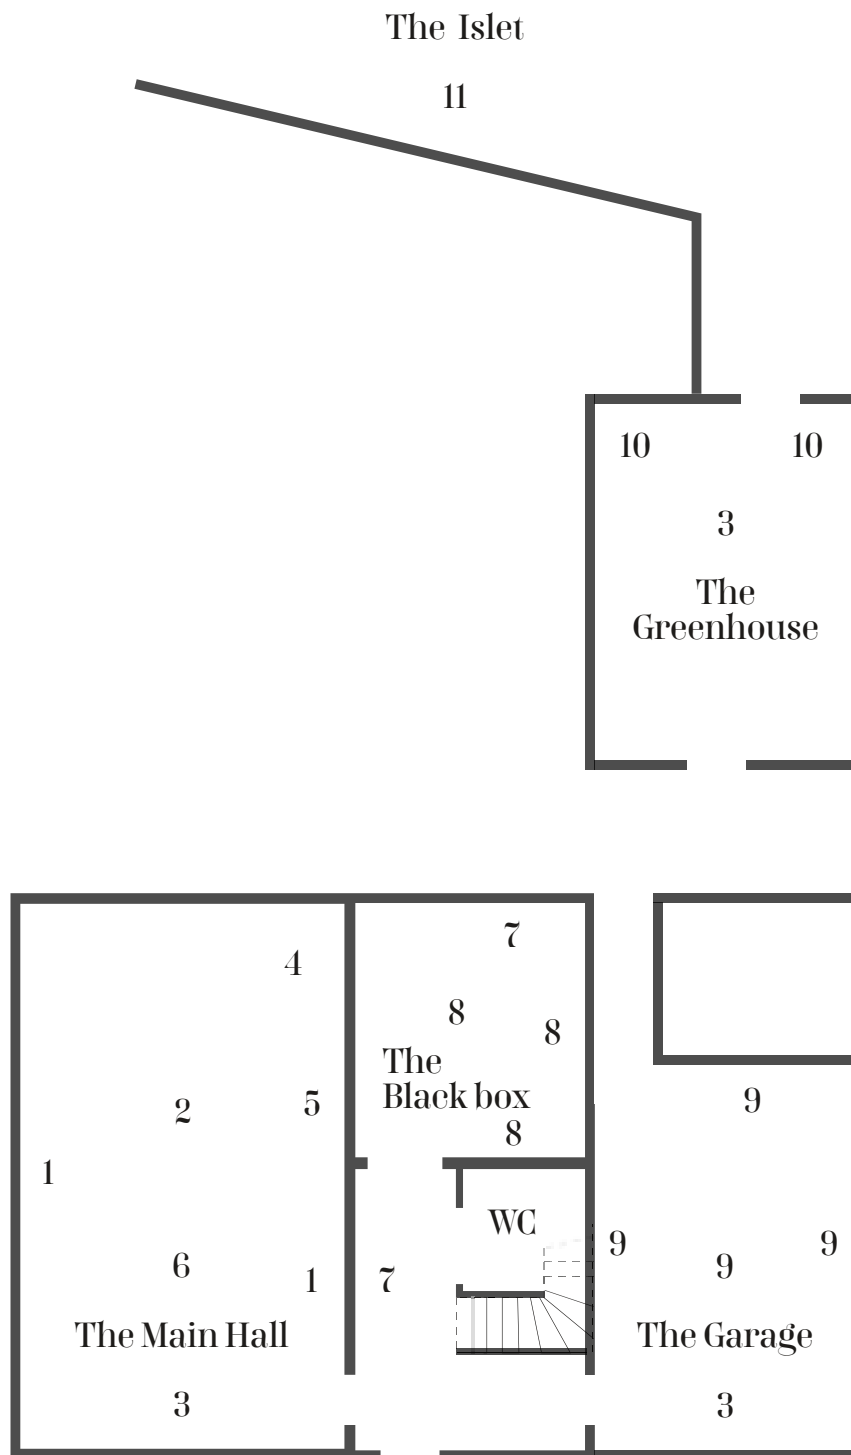 The Islet
11
10 10
3
The
Greenhouse
7
4
8
8
The
Black box
9
5
2
8
1
WC
9 9
6
9
1
7
The Main Hall
The Garage
3
3